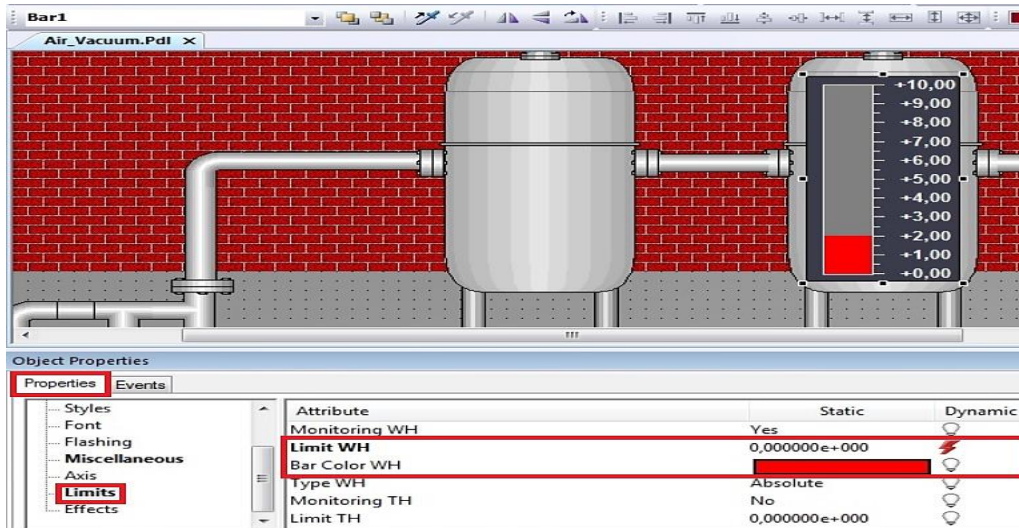 Bar1
Air_Vacuum.Pdl
+10,00
+9,00
+8,00
+7,00
+6,00
+5,00
+4,00
+3,00
+2,00
+1,00
+0,00
Object Properties
Properties Events
Styles
Font
Flashing
Miscellaneous
Axis
Limits
Effects
Attribute Static Dynamic
Monitoring WH Yes
Limit WH 0,000000e+000
Bar Color WH
Type WH Absolute
Monitoring TH No
Limit TH 0,000000e+000